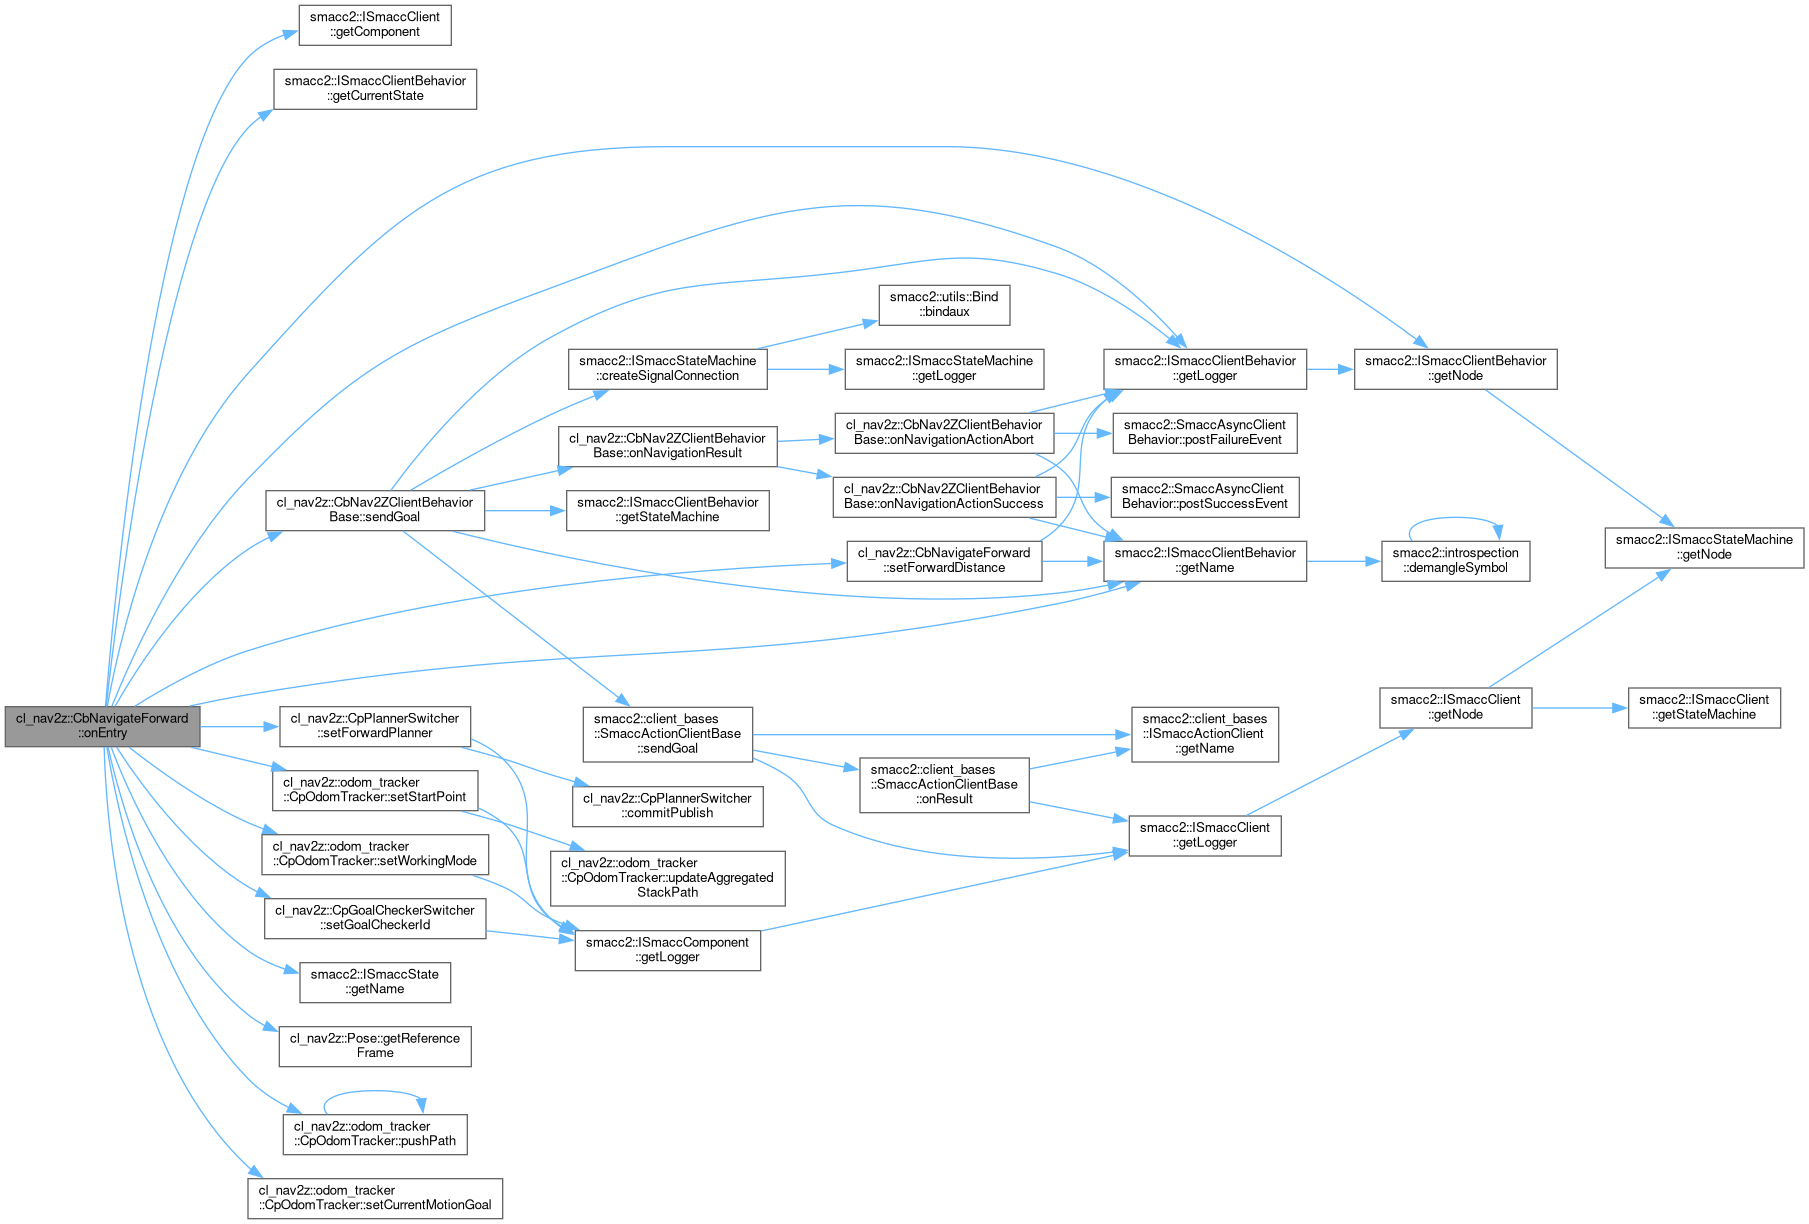 smacc2::ISmaccClient
::getComponent
smacc2::ISmaccClientBehavior
::getCurrentState
smacc2::utils::Bind
::bindaux
smacc2::ISmaccStateMachine
::createSignalConnection
smacc2::ISmaccStateMachine
::getLogger
smacc2::ISmaccClientBehavior
::getLogger
smacc2::ISmaccClientBehavior
::getNode
cl_nav2z::CbNav2ZClientBehavior
Base::onNavigationResult
cl_nav2z::CbNav2ZClientBehavior
Base::onNavigationActionAbort
smacc2::SmaccAsyncClient
Behavior::postFailureEvent
cl_nav2z::CbNav2ZClientBehavior
Base::sendGoal
smacc2::ISmaccClientBehavior
::getStateMachine
cl_nav2z::CbNav2ZClientBehavior
Base::onNavigationActionSuccess
smacc2::SmaccAsyncClient
Behavior::postSuccessEvent
cl_nav2z::CbNavigateForward
::setForwardDistance
smacc2::ISmaccClientBehavior
::getName
smacc2::introspection
::demangleSymbol
smacc2::ISmaccStateMachine
::getNode
cl_nav2z::CbNavigateForward
::onEntry
cl_nav2z::CpPlannerSwitcher
::setForwardPlanner
smacc2::client_bases
::SmaccActionClientBase
::sendGoal
smacc2::client_bases
::ISmaccActionClient
::getName
smacc2::ISmaccClient
::getNode
smacc2::ISmaccClient
::getStateMachine
cl_nav2z::odom_tracker
::CpOdomTracker::setStartPoint
cl_nav2z::CpPlannerSwitcher
::commitPublish
smacc2::client_bases
::SmaccActionClientBase
::onResult
smacc2::ISmaccClient
::getLogger
cl_nav2z::odom_tracker
::CpOdomTracker::setWorkingMode
cl_nav2z::odom_tracker
::CpOdomTracker::updateAggregated
StackPath
cl_nav2z::CpGoalCheckerSwitcher
::setGoalCheckerId
smacc2::ISmaccComponent
::getLogger
smacc2::ISmaccState
::getName
cl_nav2z::Pose::getReference
Frame
cl_nav2z::odom_tracker
::CpOdomTracker::pushPath
cl_nav2z::odom_tracker
::CpOdomTracker::setCurrentMotionGoal